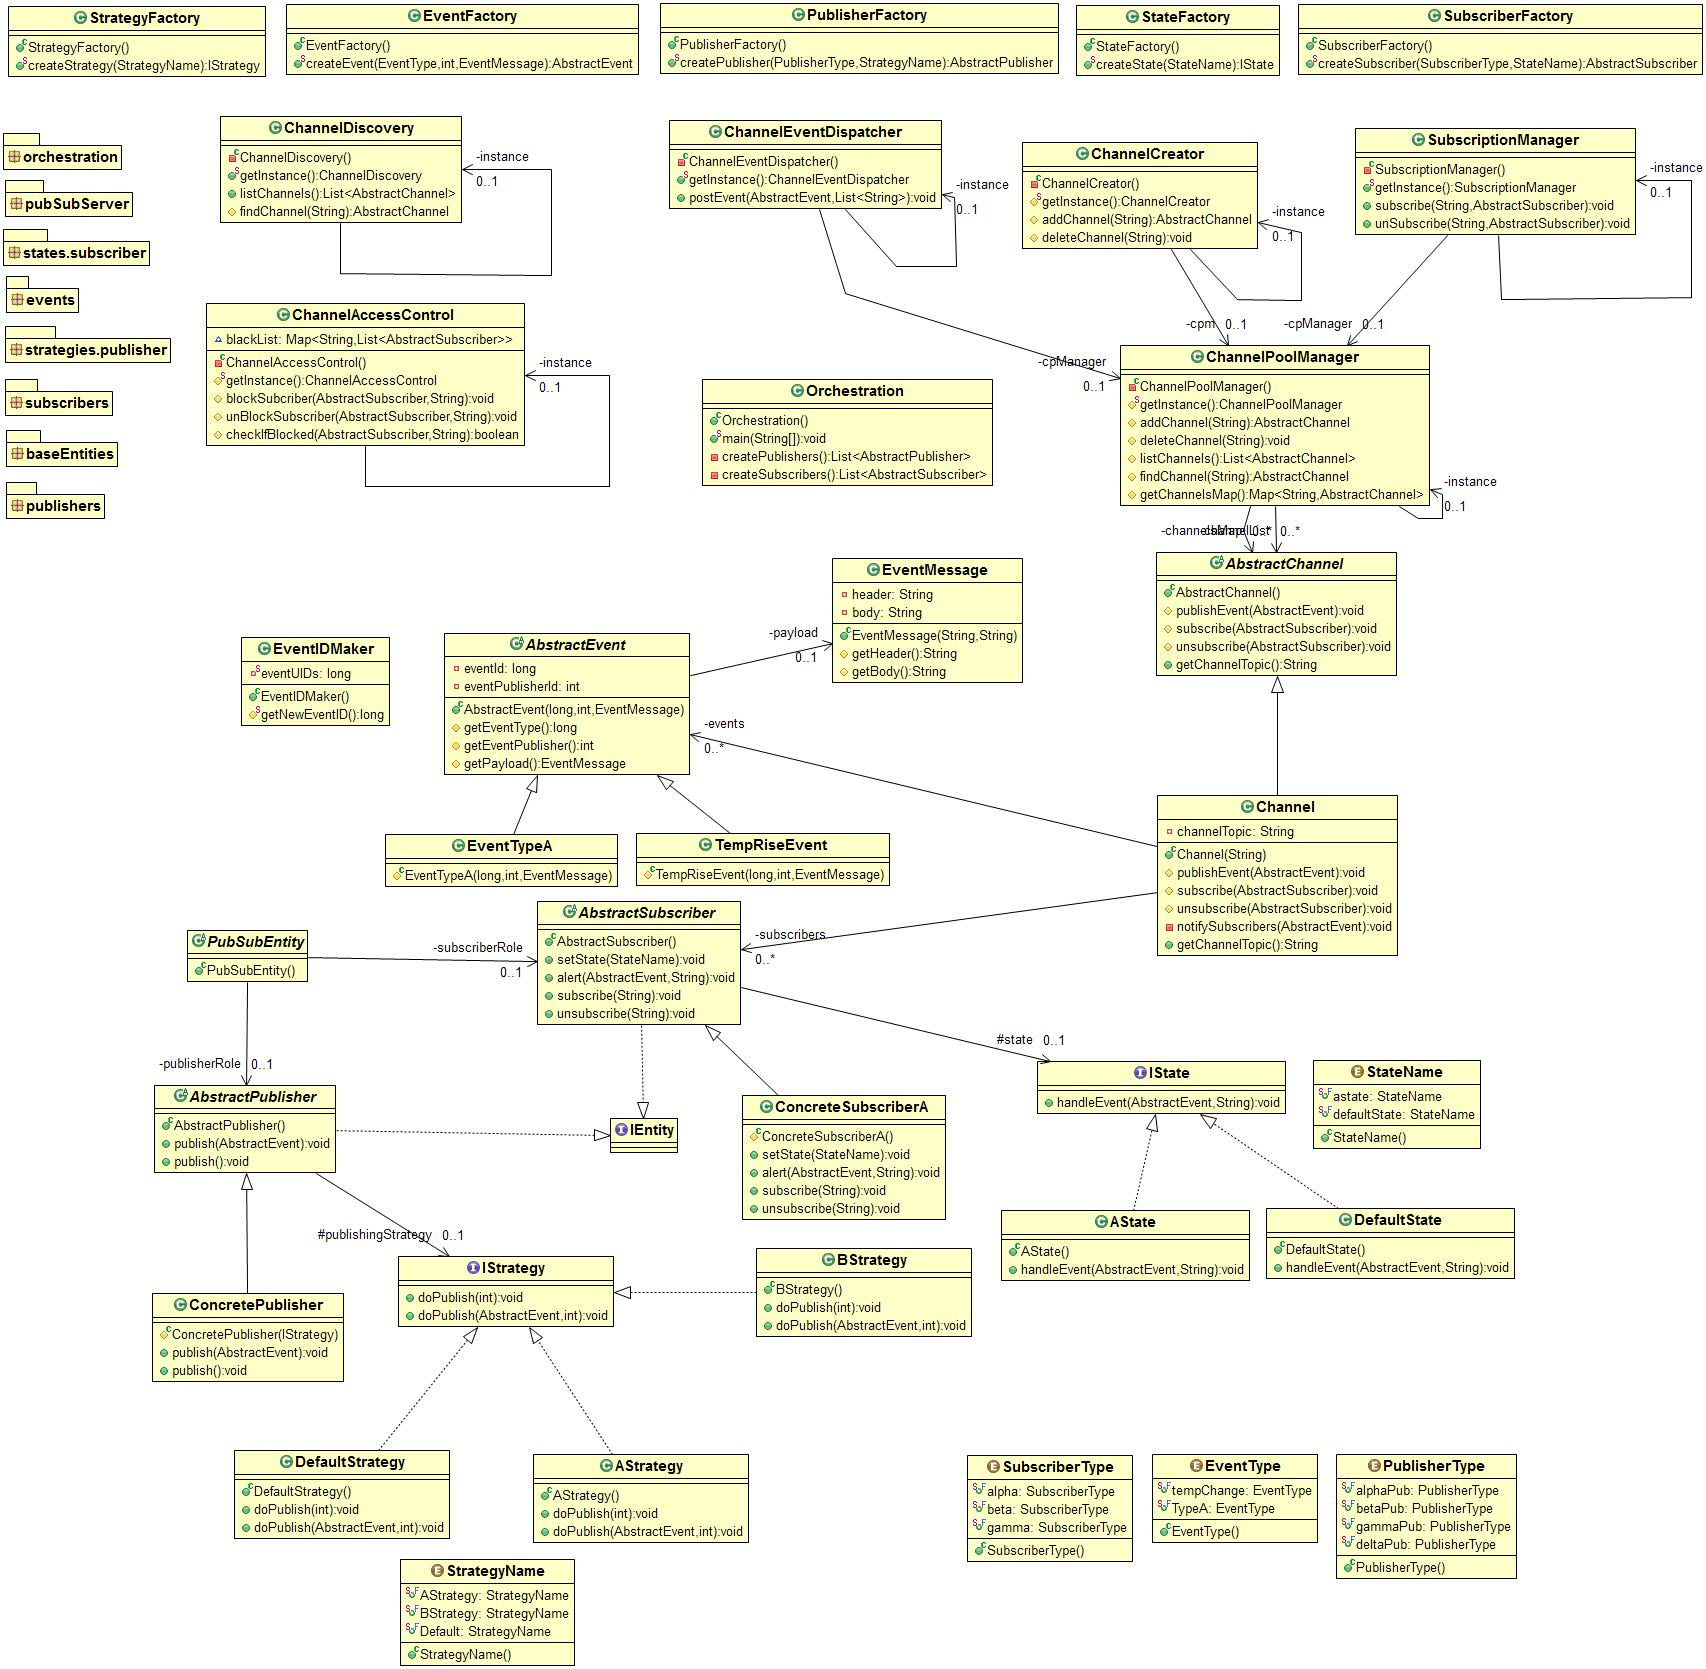 StrategyFactory
StrategyFactory()
createStrategy(StrategyName):IStrategy
EventFactory
EventFactory()
createEvent(EventType,int,EventMessage):AbstractEvent
PublisherFactory
PublisherFactory()
createPublisher(PublisherType,StrategyName):AbstractPublisher
StateFactory
StateFactory()
createState(StateName):IState
SubscriberFactory
SubscriberFactory()
createSubscriber(SubscriberType,StateName):AbstractSubscriber
orchestration
pubSubServer
states.subscriber
events
strategies.publisher
subscribers
baseEntities
publishers
ChannelDiscovery
ChannelDiscovery()
getInstance():ChannelDiscovery
listChannels():List<AbstractChannel>
findChannel(String):AbstractChannel
-instance
0..1
ChannelEventDispatcher
ChannelEventDispatcher()
getInstance():ChannelEventDispatcher
postEvent(AbstractEvent,List<String>):void
-instance
0..1
ChannelCreator
ChannelCreator()
getInstance():ChannelCreator
addChannel(String):AbstractChannel
deleteChannel(String):void
-instance
0..1
SubscriptionManager
SubscriptionManager()
getInstance():SubscriptionManager
subscribe(String,AbstractSubscriber):void
unSubscribe(String,AbstractSubscriber):void
-instance
0..1
ChannelAccessControl
blackList: Map<String,List<AbstractSubscriber>>
ChannelAccessControl()
getInstance():ChannelAccessControl
blockSubcriber(AbstractSubscriber,String):void
unBlockSubscriber(AbstractSubscriber,String):void
checkIfBlocked(AbstractSubscriber,String):boolean
-instance
0..1
-cpm 0..1
-cpManager 0..1
-cpManager
0..1
Orchestration
Orchestration()
main(String[]):void
createPublishers():List<AbstractPublisher>
createSubscribers():List<AbstractSubscriber>
ChannelPoolManager
ChannelPoolManager()
getInstance():ChannelPoolManager
addChannel(String):AbstractChannel
deleteChannel(String):void
listChannels():List<AbstractChannel>
findChannel(String):AbstractChannel
getChannelsMap():Map<String,AbstractChannel>
-instance
0..1
0..*
AbstractChannel
AbstractChannel()
publishEvent(AbstractEvent):void
subscribe(AbstractSubscriber):void
unsubscribe(AbstractSubscriber):void
getChannelTopic():String
EventMessage
header: String
body: String
EventMessage(String,String)
getHeader():String
getBody():String
-payload
0..1
EventIDMaker
eventUIDs: long
EventIDMaker()
getNewEventID():long
AbstractEvent
eventId: long
eventPublisherId: int
AbstractEvent(long,int,EventMessage)
getEventType():long
getEventPublisher():int
getPayload():EventMessage
-events
0..*
EventTypeA
EventTypeA(long,int,EventMessage)
TempRiseEvent
TempRiseEvent(long,int,EventMessage)
Channel
channelTopic: String
Channel(String)
publishEvent(AbstractEvent):void
subscribe(AbstractSubscriber):void
unsubscribe(AbstractSubscriber):void
notifySubscribers(AbstractEvent):void
getChannelTopic():String
-subscribers
0..*
PubSubEntity
PubSubEntity()
-subscriberRole
0..1
AbstractSubscriber
AbstractSubscriber()
setState(StateName):void
alert(AbstractEvent,String):void
subscribe(String):void
unsubscribe(String):void
#state 0..1
-publisherRole 0..1
AbstractPublisher
AbstractPublisher()
publish(AbstractEvent):void
publish():void
IEntity
ConcreteSubscriberA
ConcreteSubscriberA()
setState(StateName):void
alert(AbstractEvent,String):void
subscribe(String):void
unsubscribe(String):void
IState
handleEvent(AbstractEvent,String):void
StateName
astate: StateName
defaultState: StateName
StateName()
AState
AState()
handleEvent(AbstractEvent,String):void
DefaultState
DefaultState()
handleEvent(AbstractEvent,String):void
#publishingStrategy 0..1
IStrategy
doPublish(int):void
doPublish(AbstractEvent,int):void
BStrategy
BStrategy()
doPublish(int):void
doPublish(AbstractEvent,int):void
ConcretePublisher
ConcretePublisher(IStrategy)
publish(AbstractEvent):void
publish():void
DefaultStrategy
DefaultStrategy()
doPublish(int):void
doPublish(AbstractEvent,int):void
AStrategy
AStrategy()
doPublish(int):void
doPublish(AbstractEvent,int):void
SubscriberType
alpha: SubscriberType
beta: SubscriberType
gamma: SubscriberType
SubscriberType()
EventType
tempChange: EventType
TypeA: EventType
EventType()
PublisherType
alphaPub: PublisherType
betaPub: PublisherType
gammaPub: PublisherType
deltaPub: PublisherType
PublisherType()
StrategyName
AStrategy: StrategyName
BStrategy: StrategyName
Default: StrategyName
StrategyName()